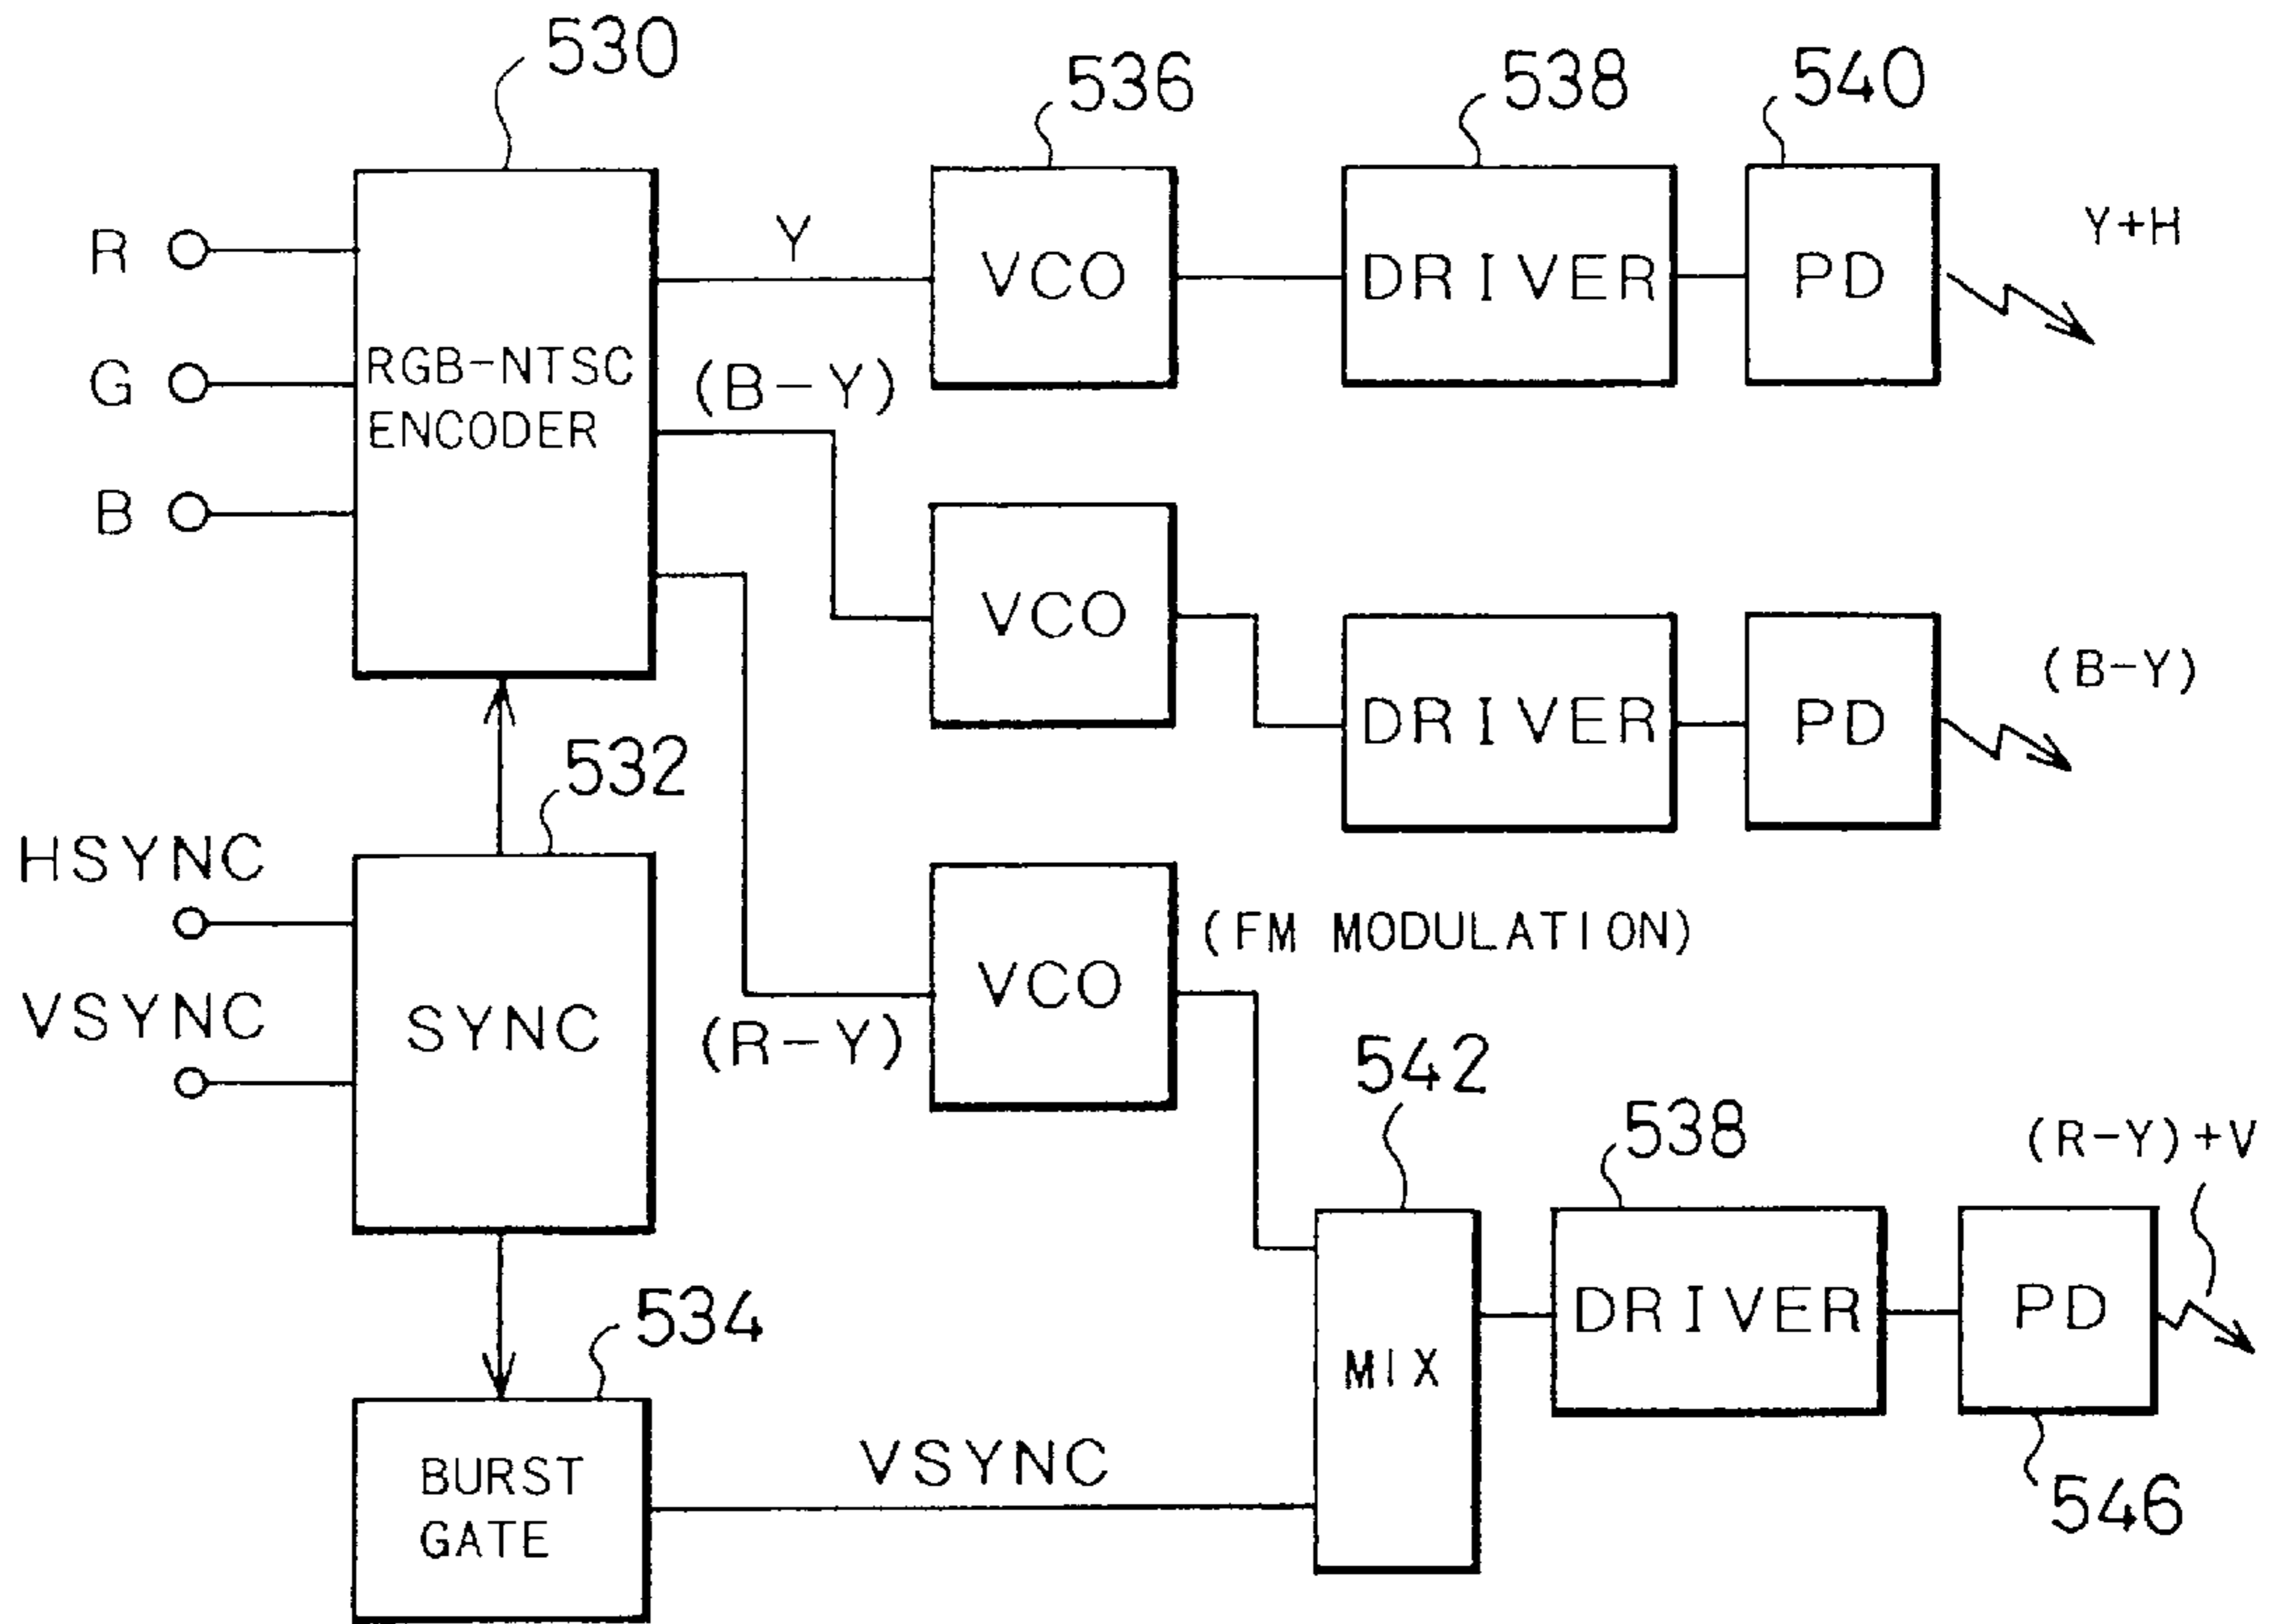 530
536
538
540
R
G
B
RGB-NTSC
ENCODER
Y
VCO
DRIVER
PD
Y+H
(B-Y)
VCO
DRIVER
PD
(B-Y)
532
HSYNC
VSYNC
SYNC
(R-Y)
VCO
(FM MODULATION)
542
538
(R-Y)+V
MIX
DRIVER
PD
546
534
BURST
GATE
VSYNC